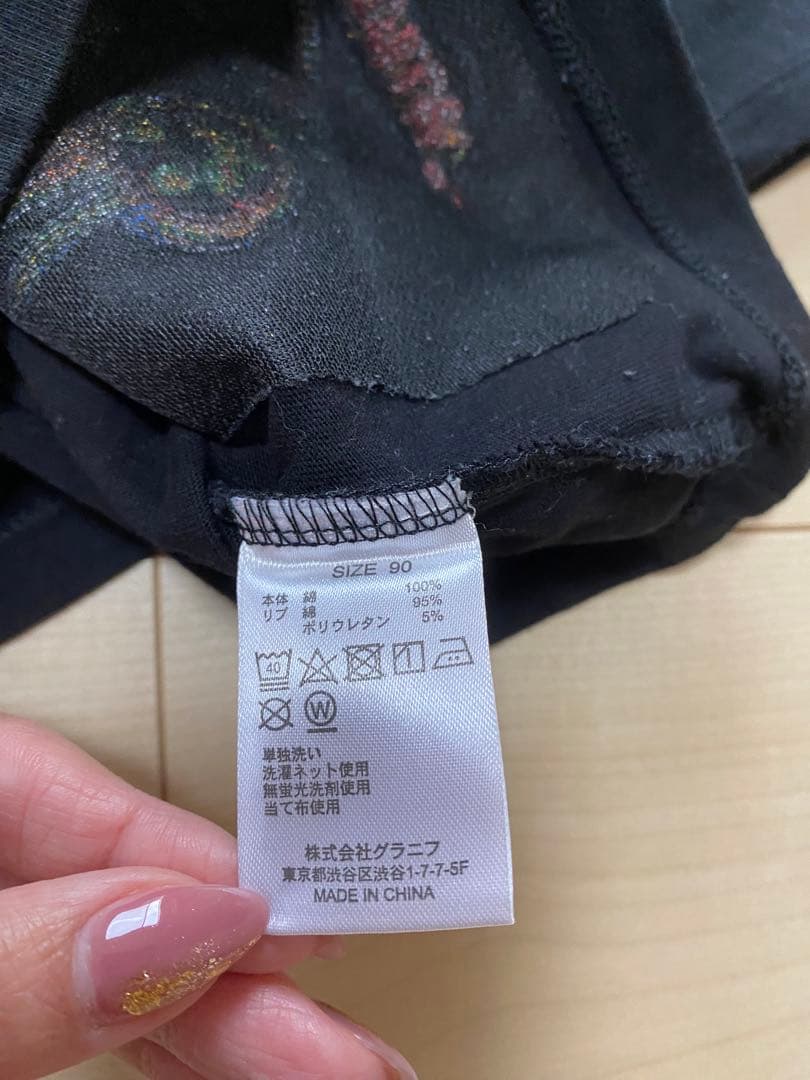 SIZE 90
本体 綿 100%
リブ 綿 95%
ポリウレタン 5%
40
W
単独洗い
洗濯ネット使用
無蛍光洗剤使用
当て布使用
株式会社グラニフ
東京都渋谷区渋谷1-7-7-5F
MADE IN CHINA